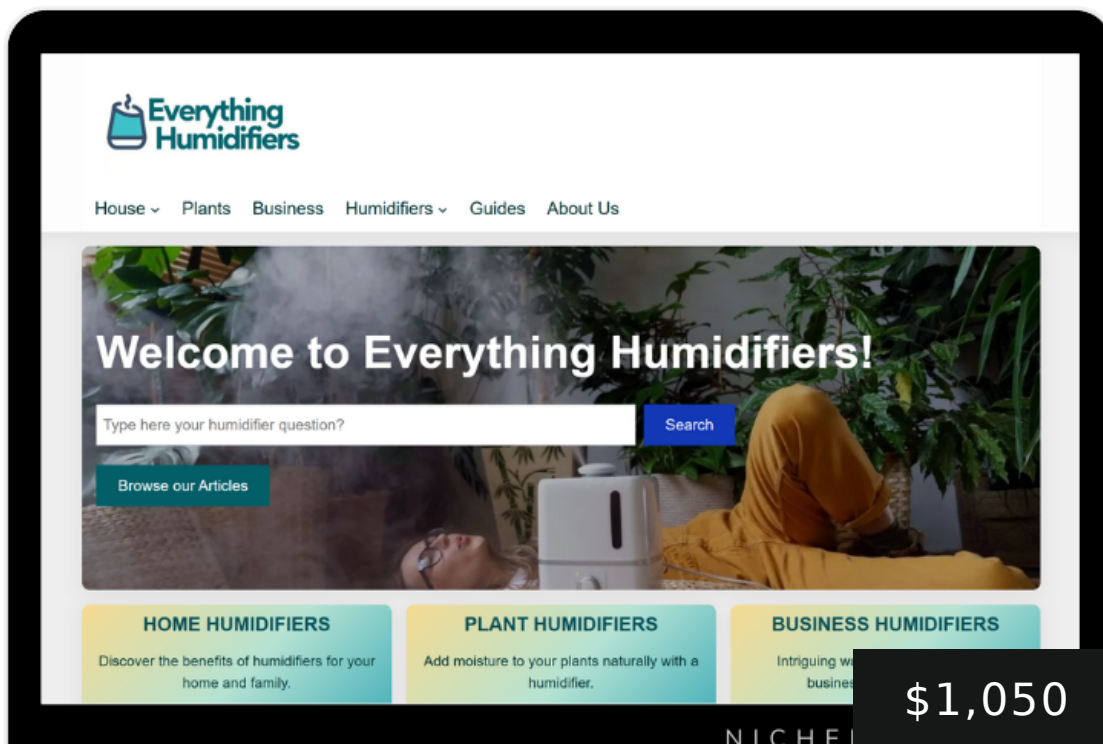 Everything
Humidifiers
House Plants Business Humidifiers Guides About Us
Welcome to Everything Humidifiers!
Type here your humidifier question? Search
Browse our Articles
HOME HUMIDIFIERS
Discover the benefits of humidifiers for your
home and family.
PLANT HUMIDIFIERS
Add moisture to your plants naturally with a
humidifier.
BUSINESS HUMIDIFIERS
Intriguing
$1,050